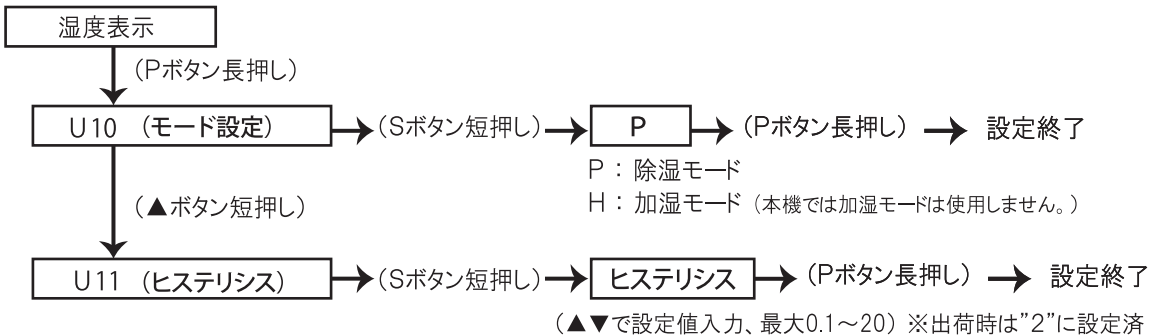 湿度表示
(Pボタン長押し)
U10 (モード設定) (Sボタン短押し) P (Pボタン長押し) 設定終了
P : 除湿モード
H : 加湿モード (本機では加湿モードは使用しません。)
(▲ボタン短押し)
U11 (ヒステリシス) (Sボタン短押し) ヒステリシス (Pボタン長押し) 設定終了
(▲▼で設定値入力、最大0.1~20) ※出荷時は"2"に設定済